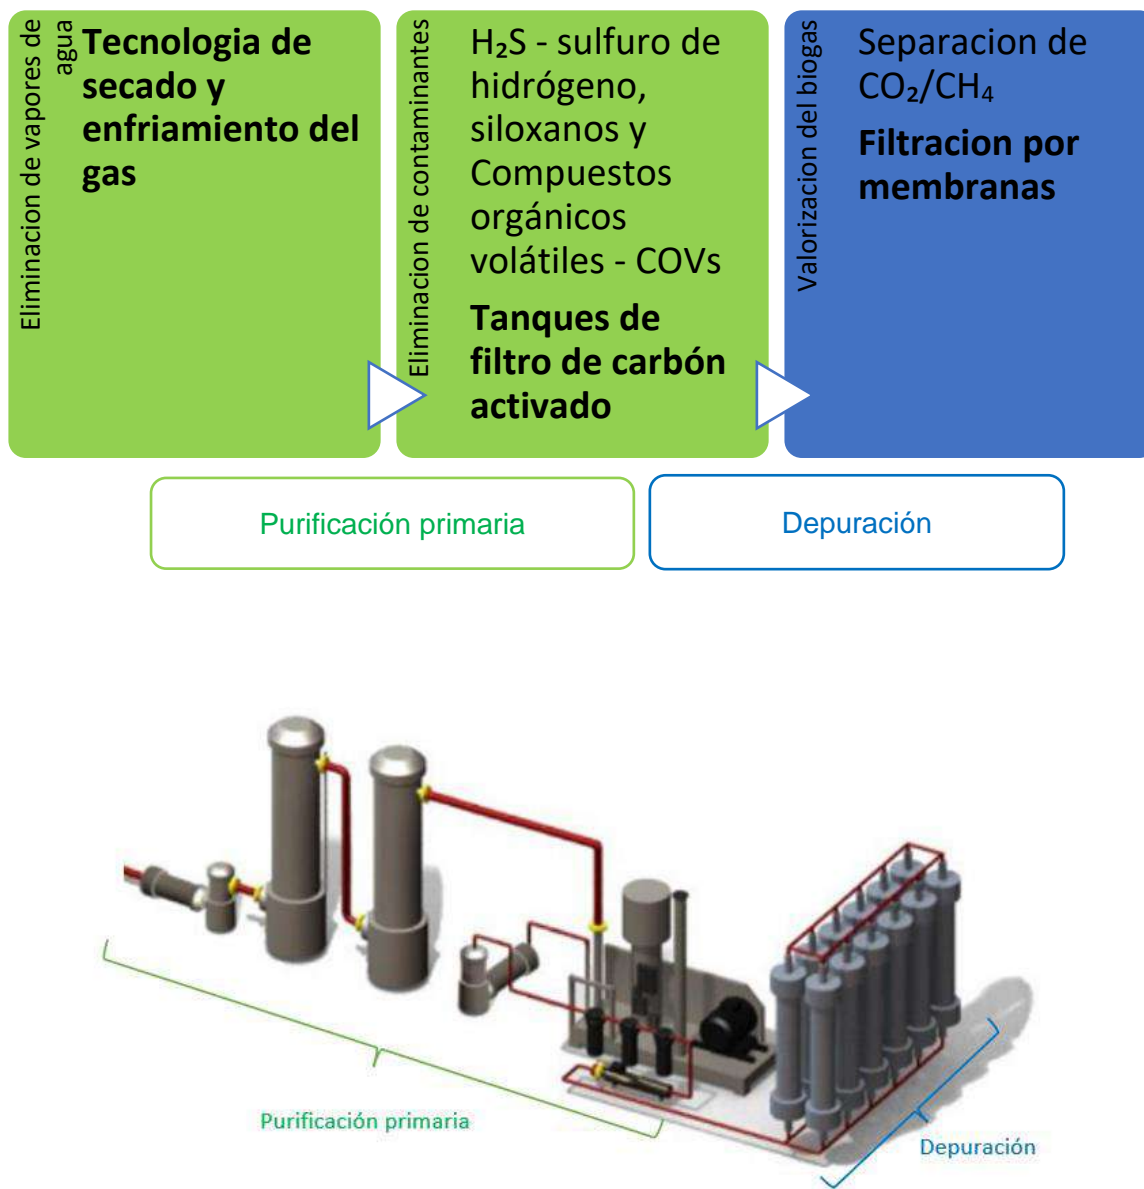 Eliminacion de vapores de
agua
Tecnologia de
secado y
enfriamiento del
gas
Eliminacion de contaminantes
H₂S - sulfuro de
hidrógeno,
siloxanos y
Compuestos
orgánicos
volátiles - COVs
Tanques de
filtro de carbón
activado
Valorizacion del biogas
Separacion de
CO₂/CH₄
Filtracion por
membranas
Purificación primaria
Depuración
Purificación primaria
Depuración